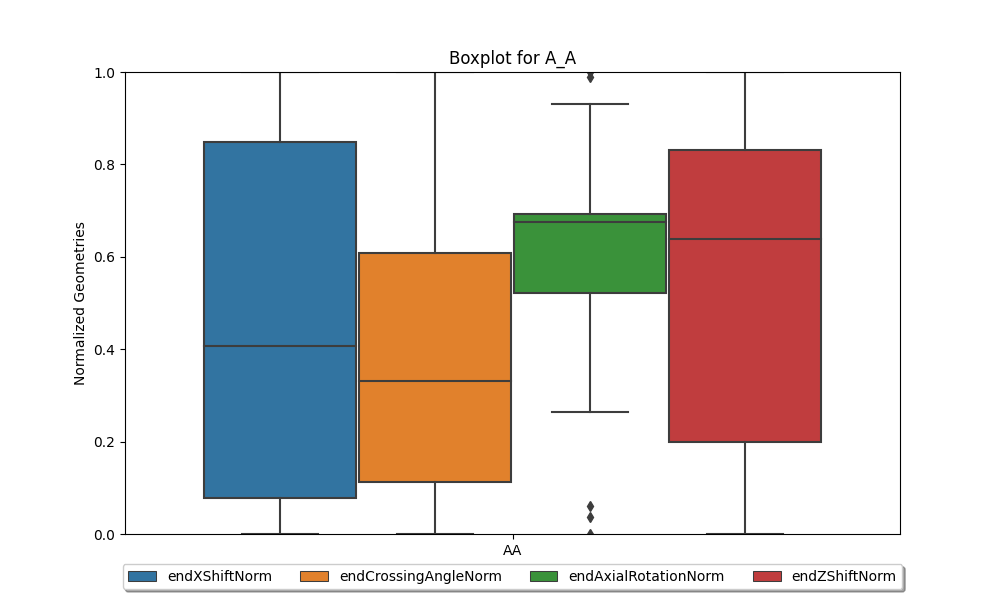 Boxplot for A_A
1.0
0.8
0.6
0.4
0.2
0.0
Normalized Geometries
AA
endXShiftNorm endCrossingAngleNorm endAxialRotationNorm endZShiftNorm